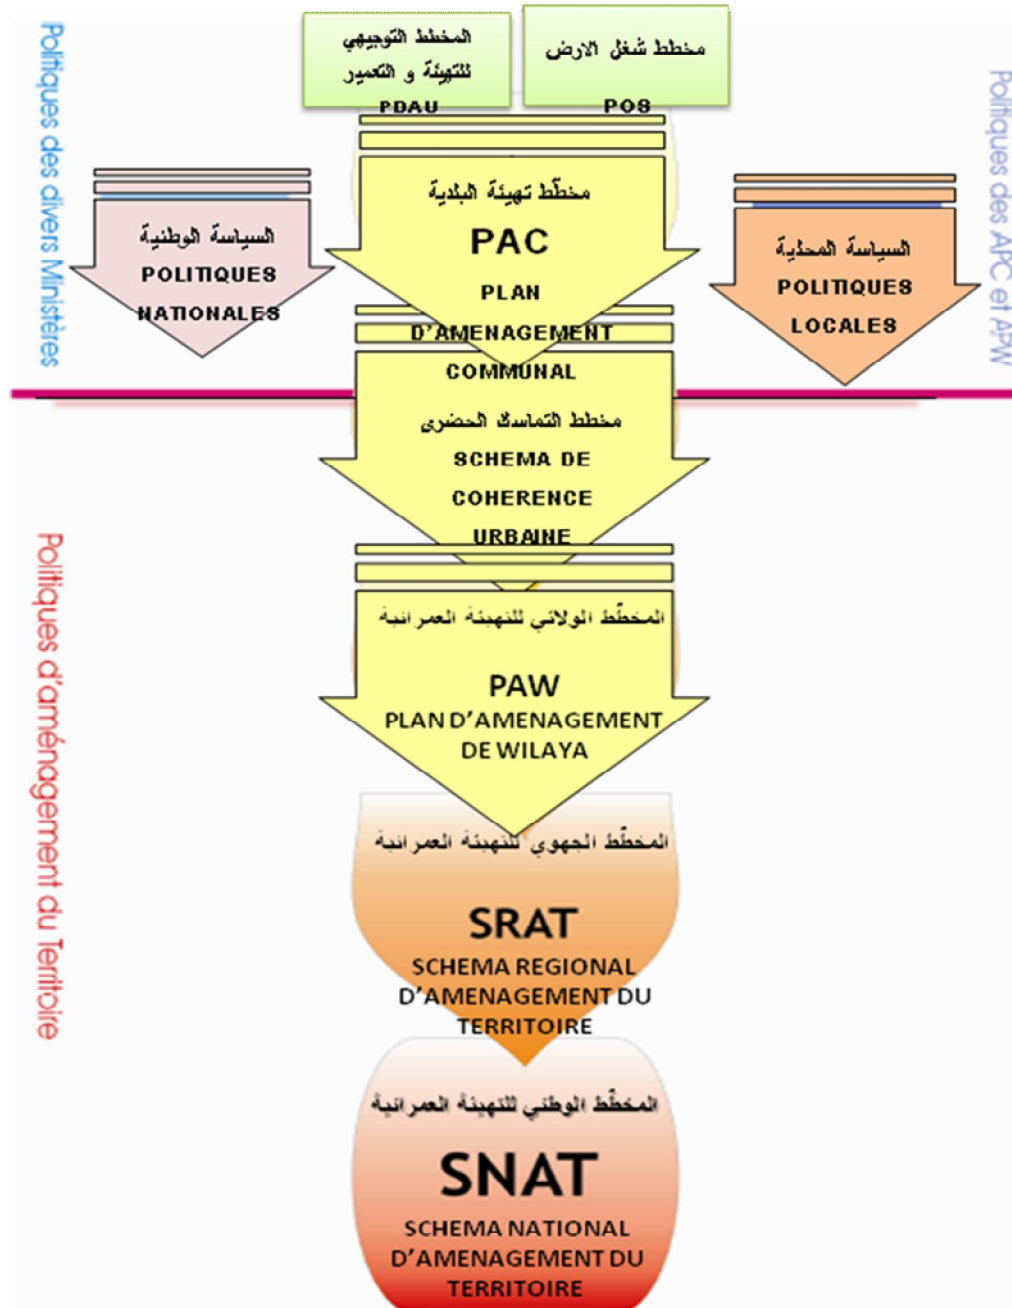 المخطط التوجيهي
للتهيئة و التعمير
PDAU
مخطط شغل الارض
POS
Politiques des divers Ministères
Politiques des APC et APW
السياسة الوطنية
POLITIQUES
NATIONALES
مخطّط تهيئة البلدية
PAC
PLAN
D'AMENAGEMENT
COMMUNAL
السياسة المحلية
POLITIQUES
LOCALES
مخطط التماسك الحضرى
SCHEMA DE
COHERENCE
URBAINE
Politiques d'aménagement du Territoire
المخطّط الولائي للتهيئة العمرانية
PAW
PLAN D'AMENAGEMENT
DE WILAYA
المخطّط الجهوي للتهيئة العمرانية
SRAT
SCHEMA REGIONAL
D'AMENAGEMENT DU
TERRITOIRE
المخطّط الوطني للتهيئة العمرانية
SNAT
SCHEMA NATIONAL
D'AMENAGEMENT DU
TERRITOIRE